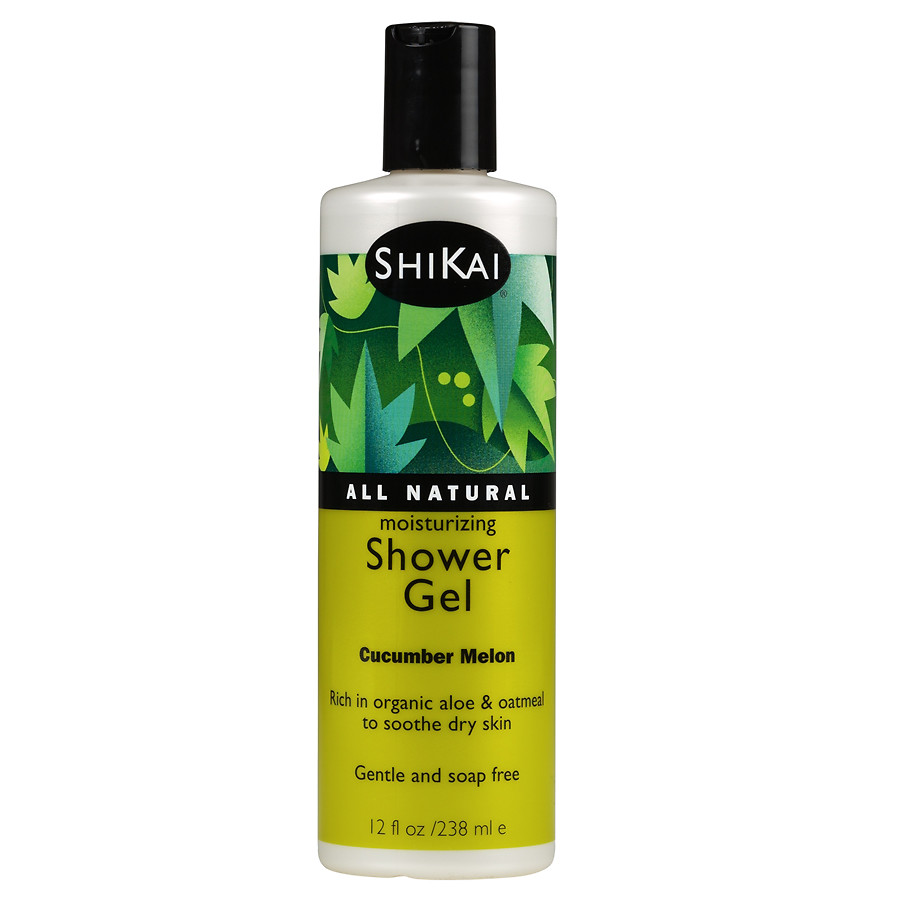 SHIKAI
®
ALL NATURAL
moisturizing
Shower
Gel
Cucumber Melon
Rich in organic aloe & oatmeal
to soothe dry skin
Gentle and soap free
12 fl oz /238 ml e